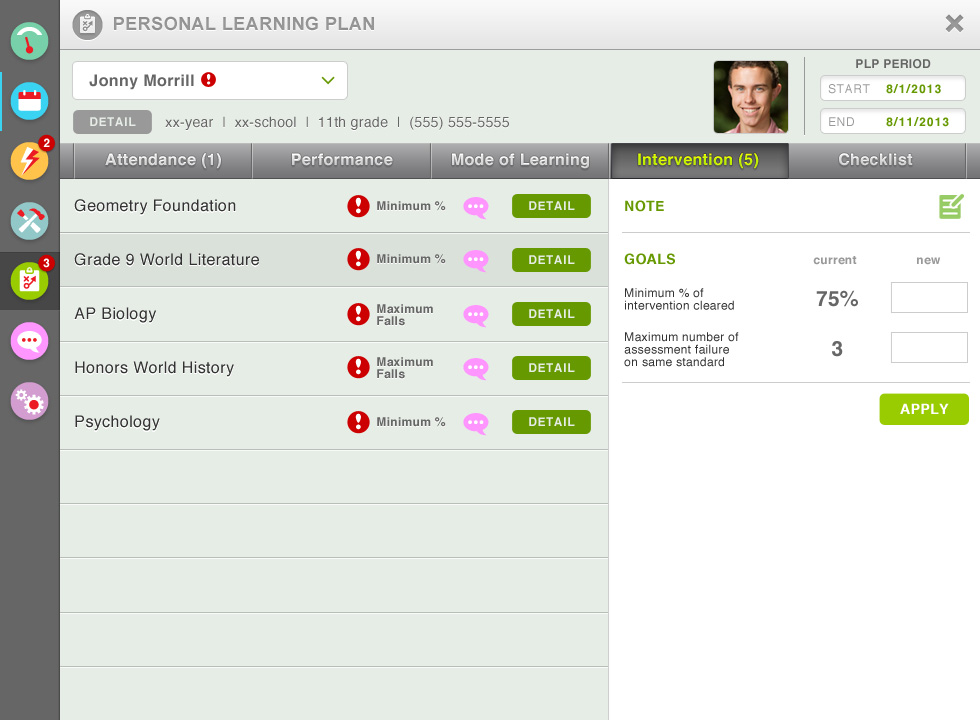 PERSONAL LEARNING PLAN
Jonny Morrill
DETAIL xx-year | xx-school | 11th grade | (555) 555-5555
PLP PERIOD
START 8/1/2013
END 8/11/2013
2
3
Attendance (1) Performance Mode of Learning Intervention (5) Checklist
Geometry Foundation Minimum % DETAIL
Grade 9 World Literature Minimum % DETAIL
AP Biology Maximum
Falls DETAIL
Honors World History Maximum
Falls DETAIL
Psychology Minimum % DETAIL
NOTE
GOALS current new
Minimum % of
intervention cleared 75%
Maximum number of
assessment failure
on same standard 3
APPLY